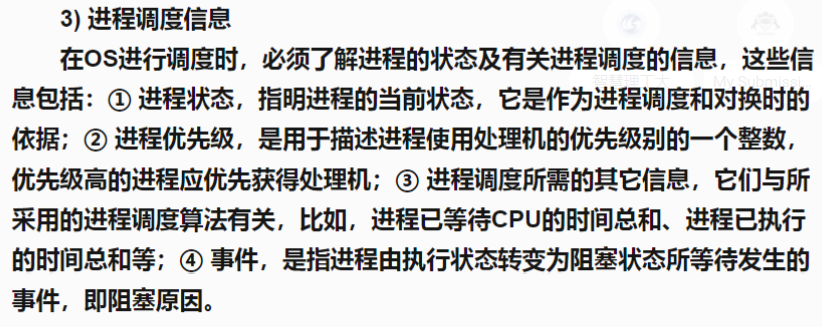 3) 进程调度信息
在OS进行调度时，必须了解进程的状态及有关进程调度的信息，这些信
息包括：① 进程状态，指明进程的当前状态，它是作为进程调度和对换时的
依据；② 进程优先级，是用于描述进程使用处理机的优先级别的一个整数，
优先级高的进程应优先获得处理机；③ 进程调度所需的其它信息，它们与所
采用的进程调度算法有关，比如，进程已等待CPU的时间总和、进程已执行
的时间总和等；④ 事件，是指进程由执行状态转变为阻塞状态所等待发生的
事件，即阻塞原因。
智慧理工大
My Submissi